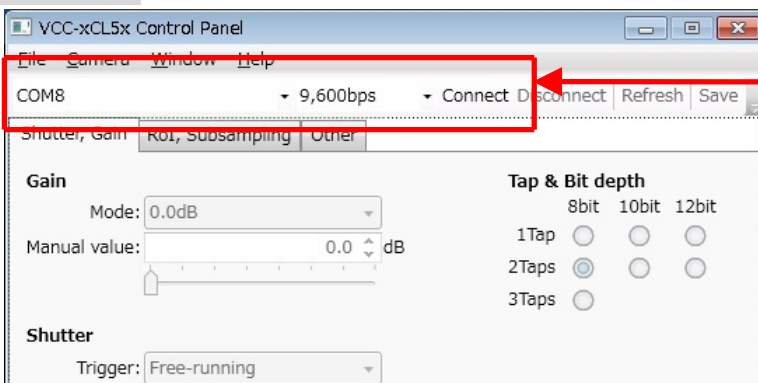 VCC-xCL5x Control Panel
File Camera Window Help
COM8 9,600bps Connect Disconnect Refresh Save
Shutter, Gain RoI, Subsampling Other
Gain
Mode: 0.0dB
Manual value: 0.0 dB
Tap & Bit depth
8bit 10bit 12bit
1Tap
2Taps
3Taps
Shutter
Trigger: Free-running